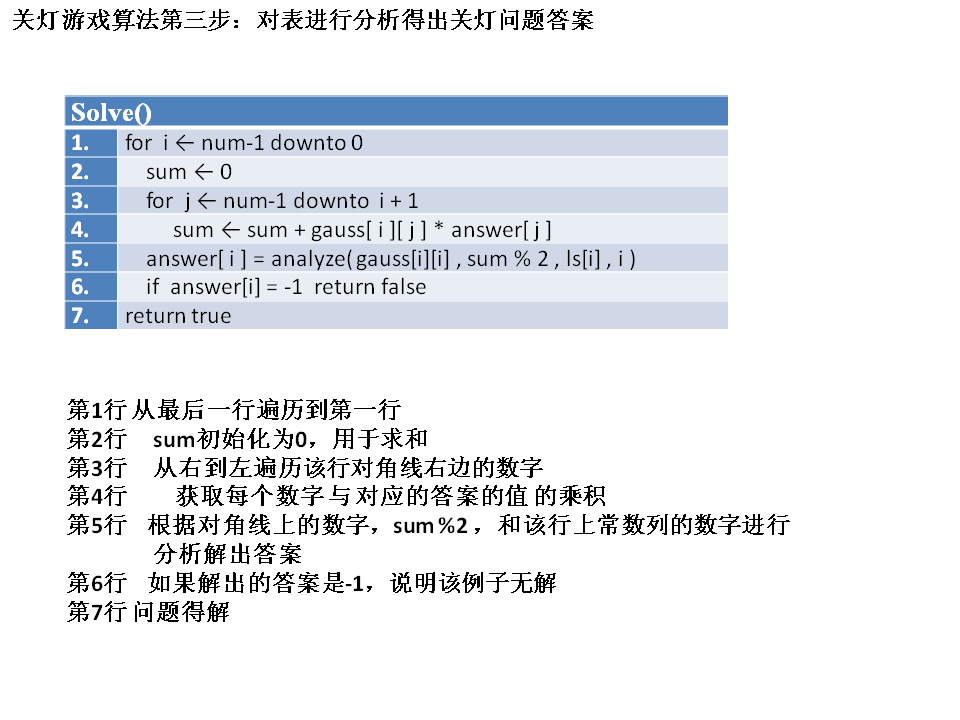 关灯游戏算法第三步：对表进行分析得出关灯问题答案
Solve()
1. for i ← num-1 downto 0
2. sum ← 0
3. for j ← num-1 downto i + 1
4. sum ← sum + gauss[ i ][ j ] * answer[ j ]
5. answer[ i ] = analyze( gauss[i][i] , sum % 2 , ls[i] , i )
6. if answer[i] = -1 return false
7. return true
第1行 从最后一行遍历到第一行
第2行 sum初始化为0，用于求和
第3行 从右到左遍历该行对角线右边的数字
第4行 获取每个数字与对应的答案的值的乘积
第5行 根据对角线上的数字，sum%2，和该行上常数列的数字进行
分析解出答案
第6行 如果解出的答案是-1，说明该例子无解
第7行 问题得解